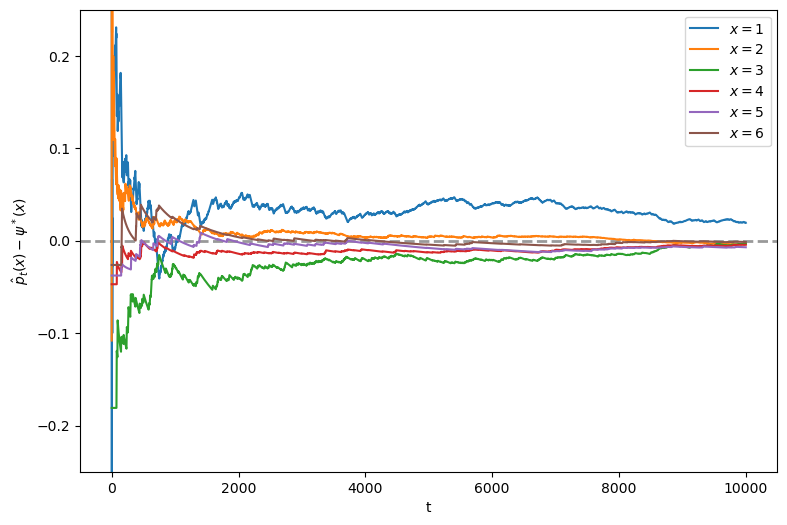 0.2
0.1
0.0
−0.1
−0.2
p̂ₜ(x) − ψ*(x)
0
2000
4000
6000
8000
10000
t
x = 1
x = 2
x = 3
x = 4
x = 5
x = 6